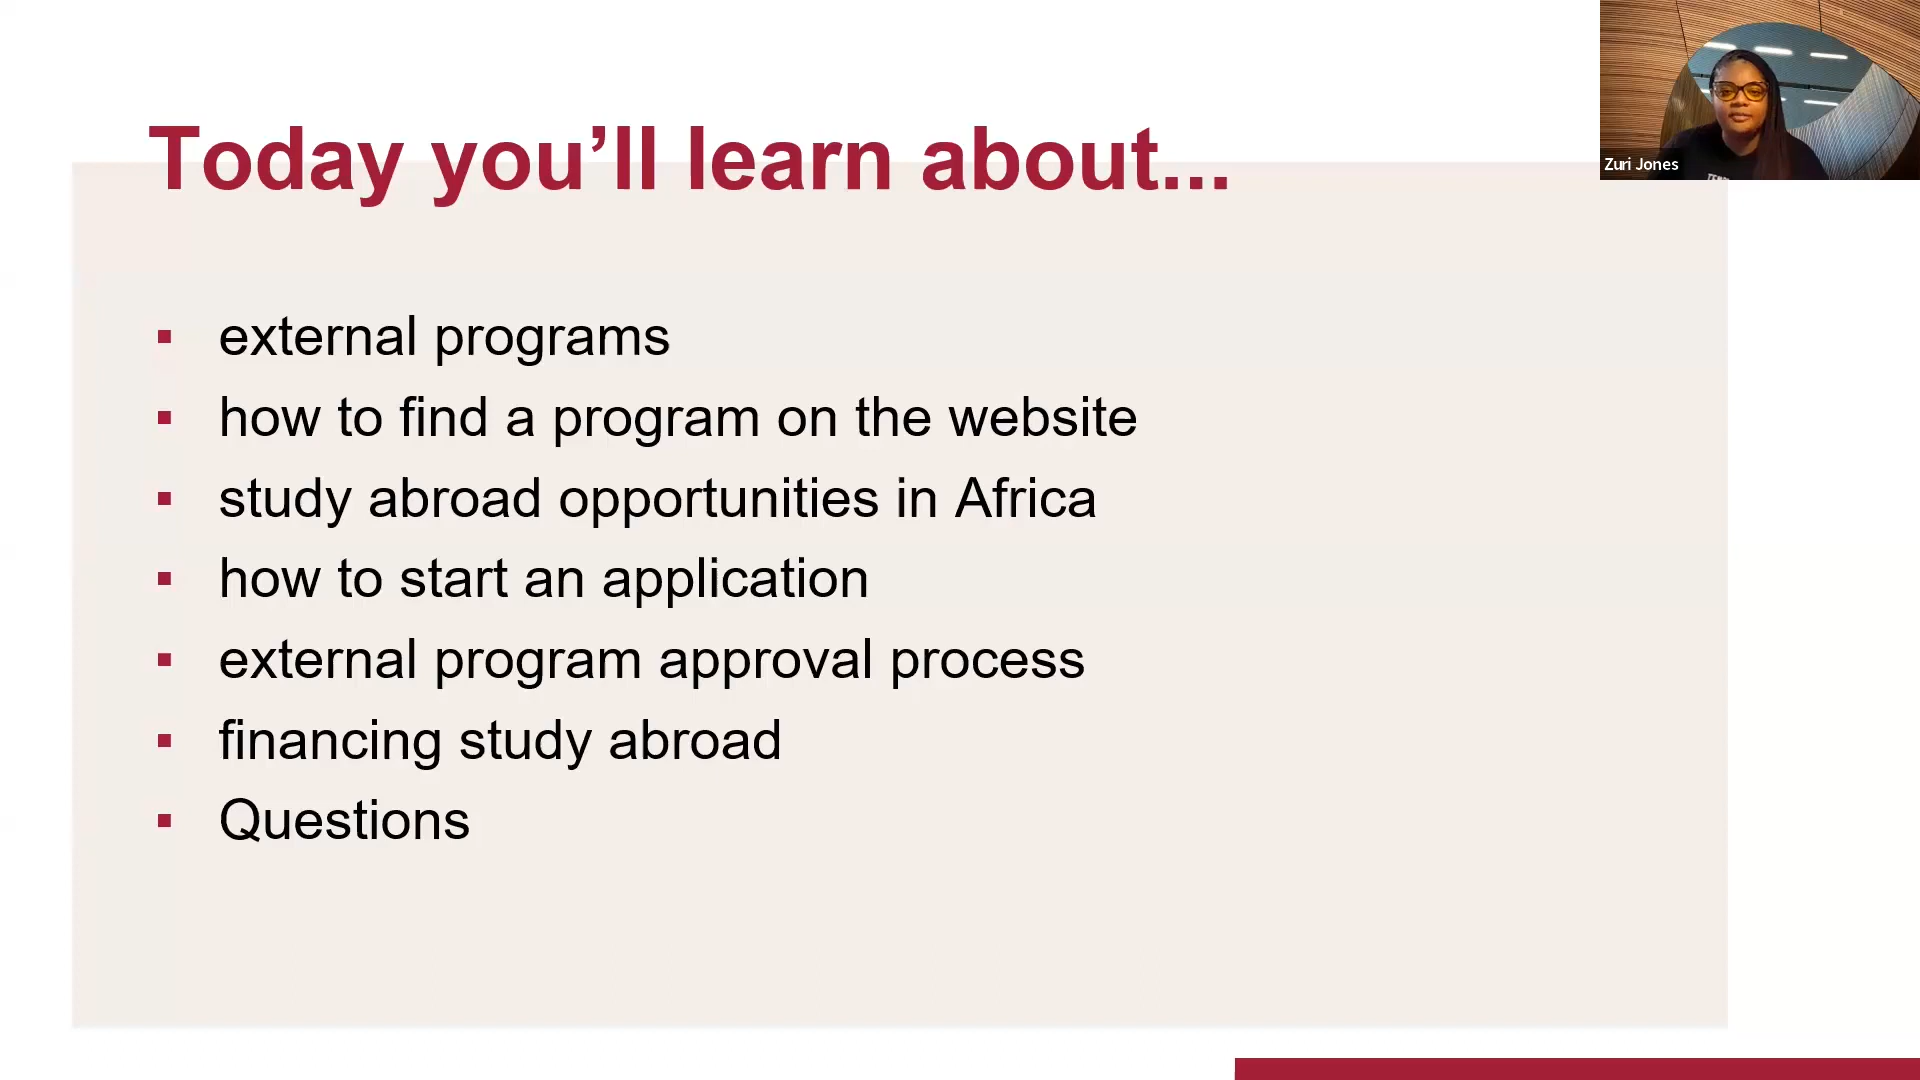 Today you’ll learn about...
▪ external programs
▪ how to find a program on the website
▪ study abroad opportunities in Africa
▪ how to start an application
▪ external program approval process
▪ financing study abroad
▪ Questions
Zuri Jones